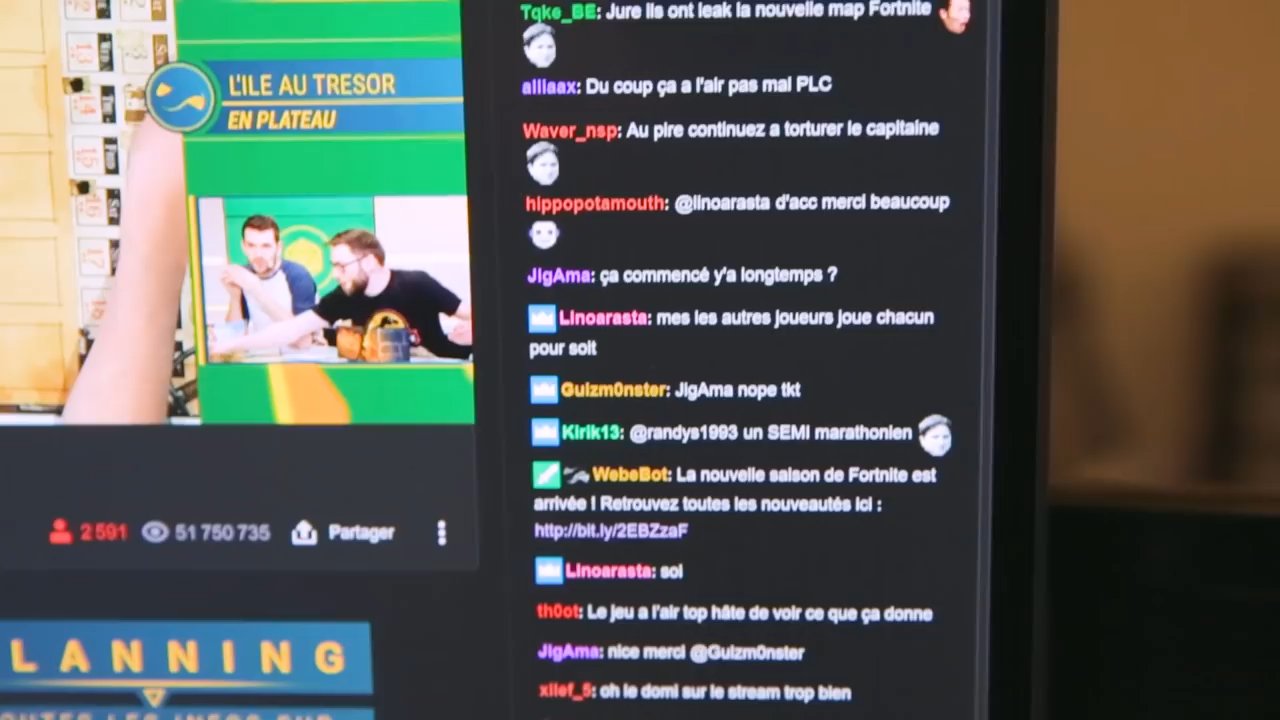 L'ILE AU TRESOR
EN PLATEAU
2 591
51 750 735
Partager
LANNING
Tqke_BE: Jure ils ont leak la nouvelle map Fortnite
alliaax: Du coup ça a l'air pas mal PLC
Waver_nsp: Au pire continuez a torturer le capitaine
hippopotamouth: @linoarasta d'acc merci beaucoup
JigAma: ça commencé y'a longtemps ?
Linoarasta: mes les autres joueurs joue chacun
pour soit
Guizm0nster: JigAma nope tkt
Kirik13: @randys1993 un SEMI marathonien
WebeBot: La nouvelle saison de Fortnite est
arrivée ! Retrouvez toutes les nouveautés ici :
http://bit.ly/2EBZzaF
Linoarasta: soi
th0ot: Le jeu a l'air top hâte de voir ce que ça donne
JigAma: nice merci @Guizm0nster
xilef_5: oh le domi sur le stream trop bien